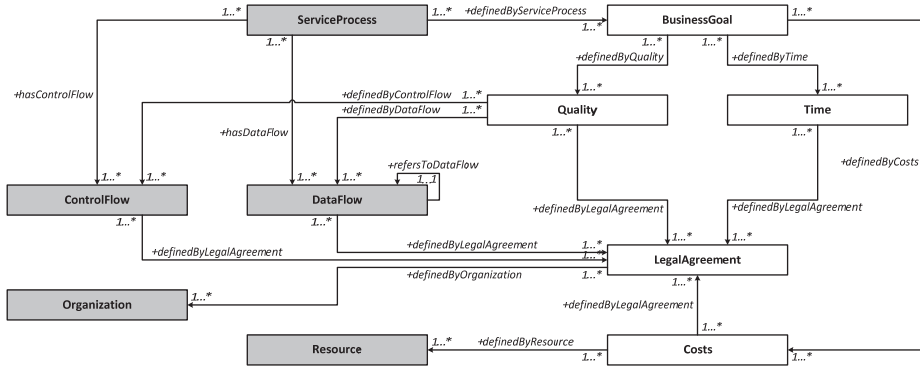 ServiceProcess
1...*
1...*
+definedByServiceProcess
1...*
BusinessGoal
1...*
1...*
1...*
1...*
+definedByQuality
+definedByTime
+hasControlFlow
+definedByControlFlow
1...*
1...*
1...*
+definedByDataFlow
1...*
Quality
Time
1...*
1...*
+hasDataFlow
+definedByCosts
+refersToDataFlow
1...*
1...*
1...*
1...*
1...1
ControlFlow
DataFlow
+definedByLegalAgreement
+definedByLegalAgreement
1...*
1...*
1...*
1...*
+definedByLegalAgreement
+definedByLegalAgreement
1...*
1...*
LegalAgreement
+definedByOrganization
1...*
1...*
Organization
1...*
+definedByLegalAgreement
1...*
Resource
1...*
+definedByResource
1...*
Costs
1...*